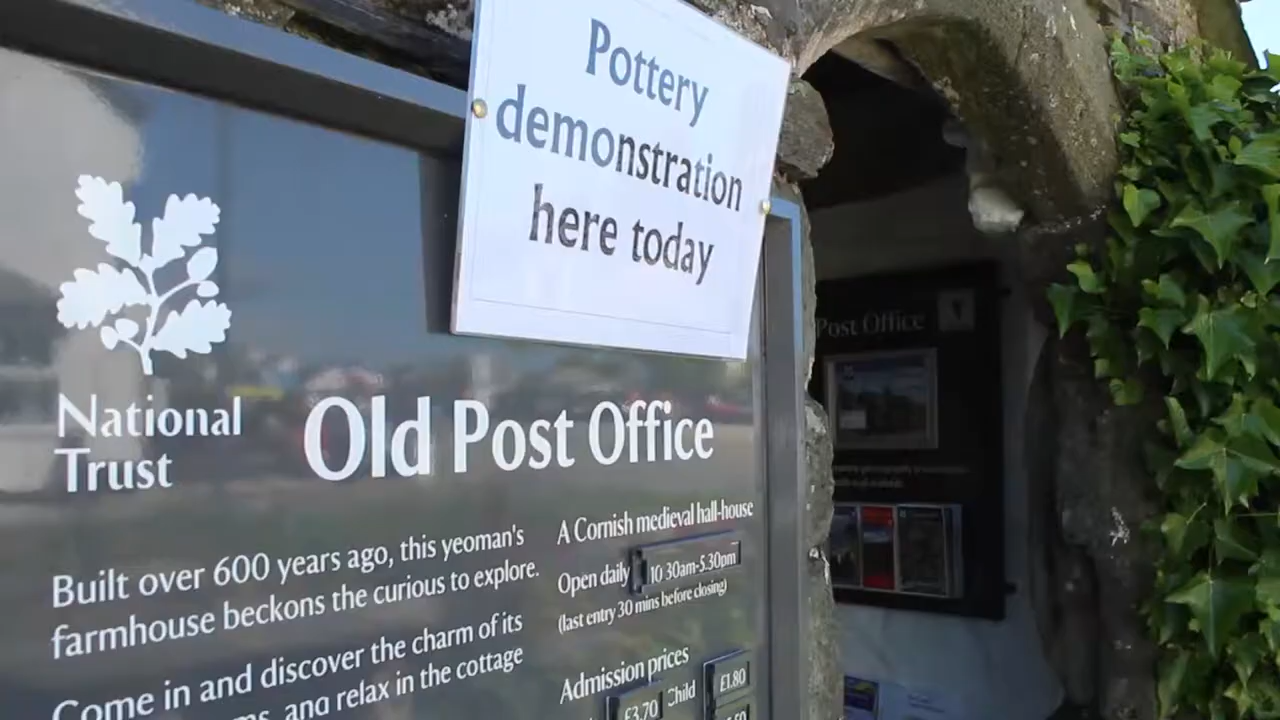 Pottery
demonstration
here today
National
Trust
Old Post Office
Built over 600 years ago, this yeoman's
farmhouse beckons the curious to explore.
Come in and discover the charm of its
and relax in the cottage
A Cornish medieval hall-house
Open daily 10 30am-5.30pm
(last entry 30 mins before closing)
Admission prices
£3.70 Child £1.80
Post Office